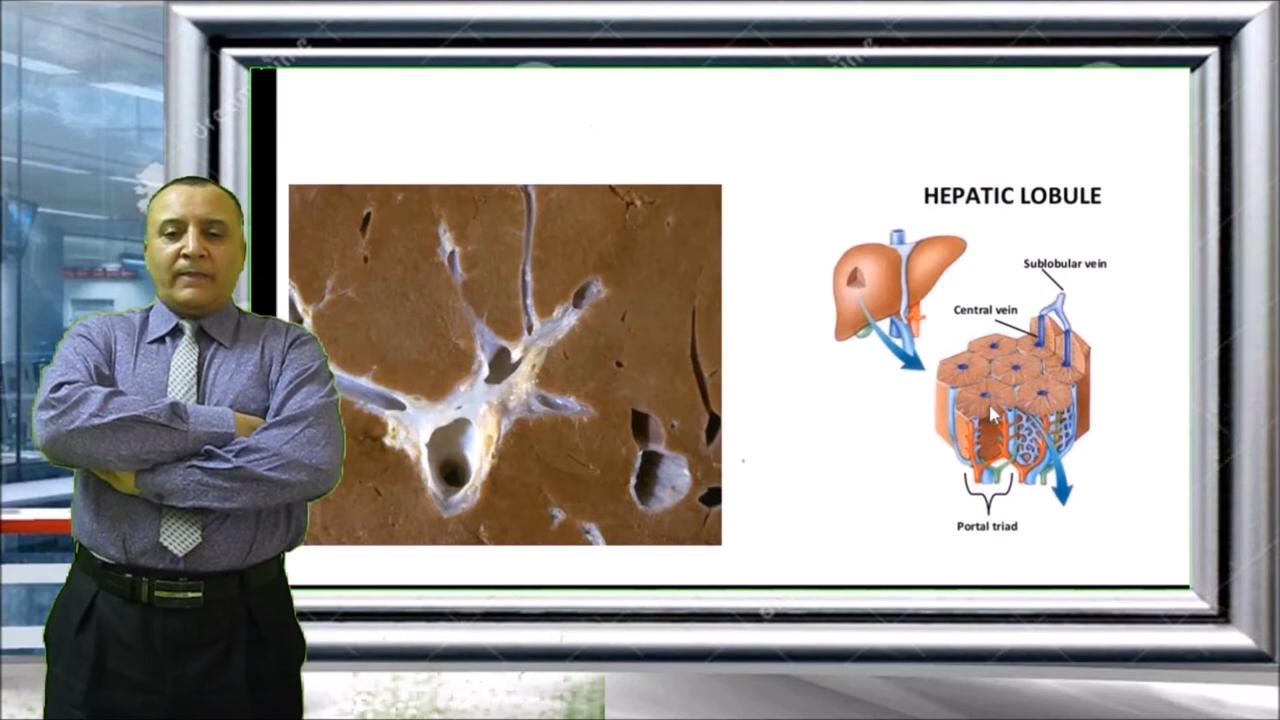 HEPATIC LOBULE
Sublobular vein
Central vein
Portal triad